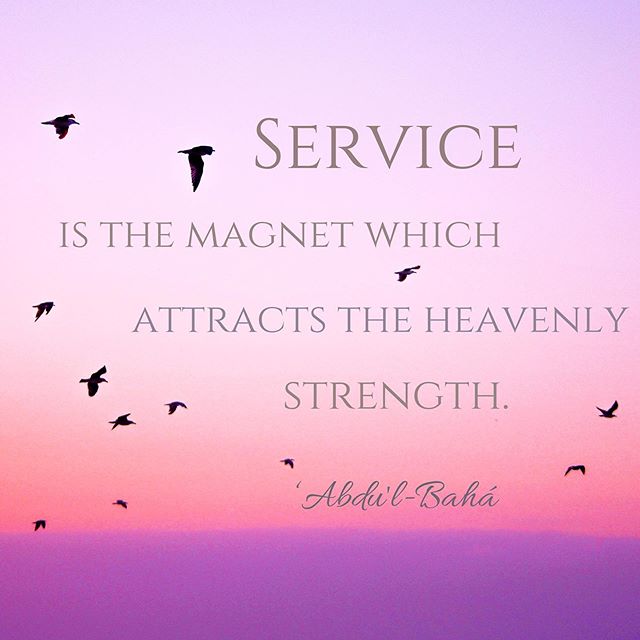 SERVICE
IS THE MAGNET WHICH
ATTRACTS THE HEAVENLY
STRENGTH.
‘Abdu'l-Bahá